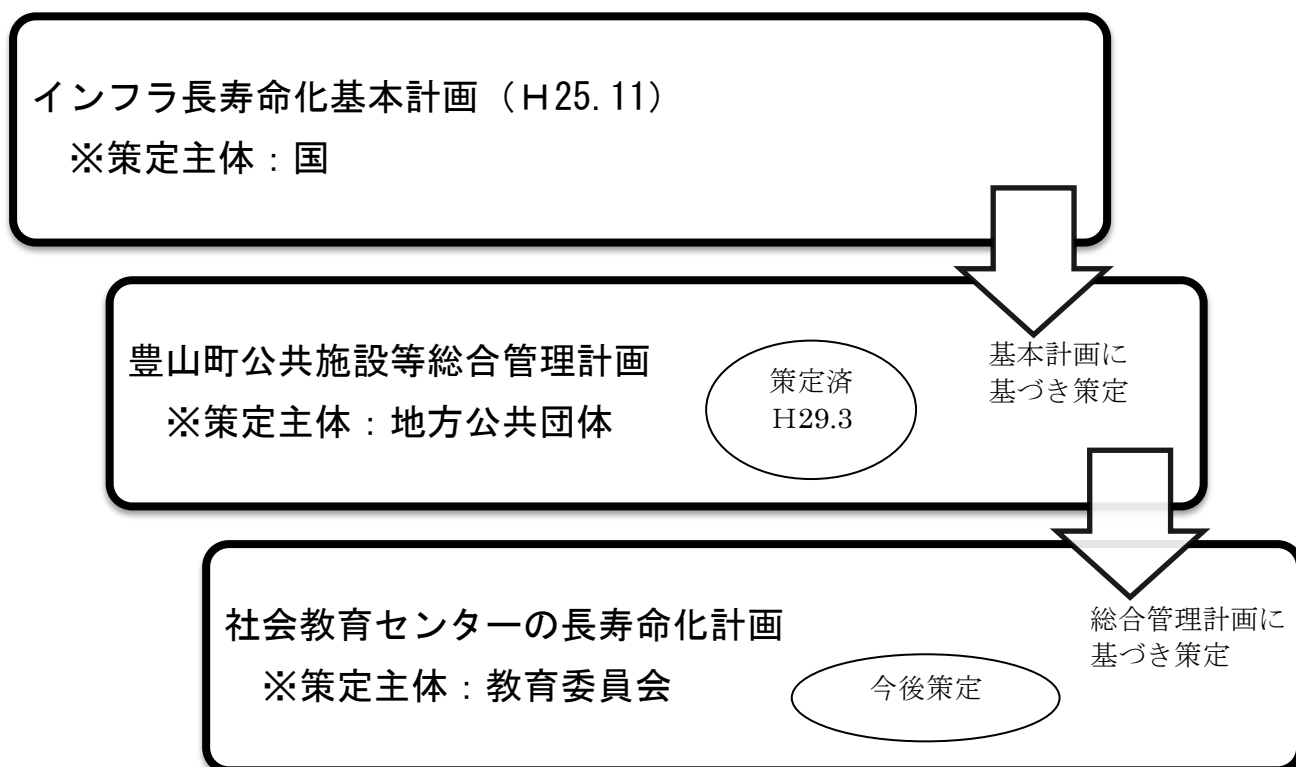 インフラ長寿命化基本計画(H25.11)
※策定主体：国
豊山町公共施設等総合管理計画
※策定主体：地方公共団体
策定済
H29.3
基本計画に
基づき策定
社会教育センターの長寿命化計画
※策定主体：教育委員会
今後策定
総合管理計画に
基づき策定